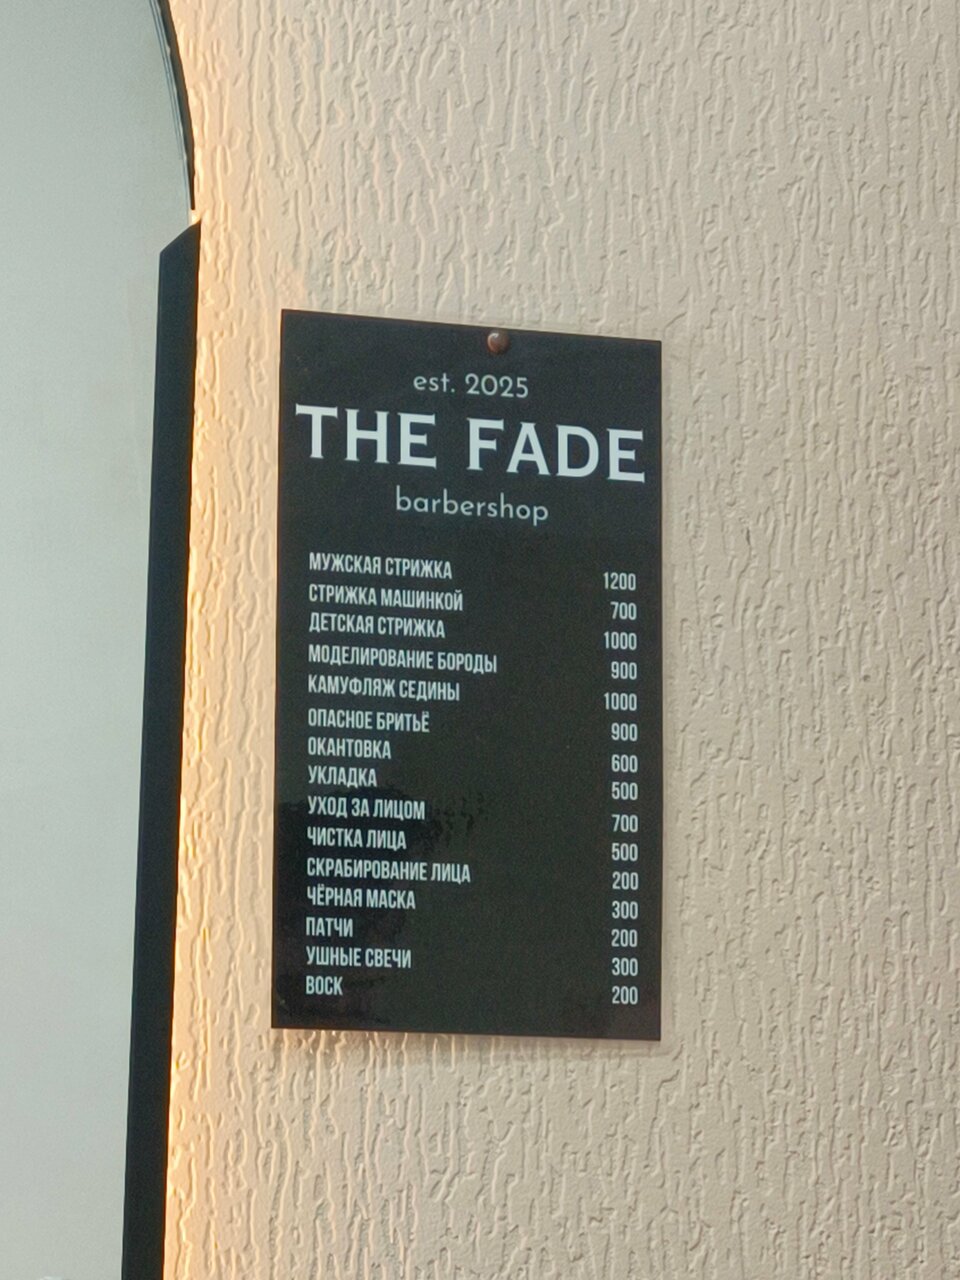 est. 2025
THE FADE
barbershop
МУЖСКАЯ СТРИЖКА 1200
СТРИЖКА МАШИНКОЙ 700
ДЕТСКАЯ СТРИЖКА 1000
МОДЕЛИРОВАНИЕ БОРОДЫ 900
КАМУФЛЯЖ СЕДИНЫ 1000
ОПАСНОЕ БРИТЬЁ 900
ОКАНТОВКА 600
УКЛАДКА 500
УХОД ЗА ЛИЦОМ 700
ЧИСТКА ЛИЦА 500
СКРАБИРОВАНИЕ ЛИЦА 200
ЧЁРНАЯ МАСКА 300
ПАТЧИ 200
УШНЫЕ СВЕЧИ 300
ВОСК 200